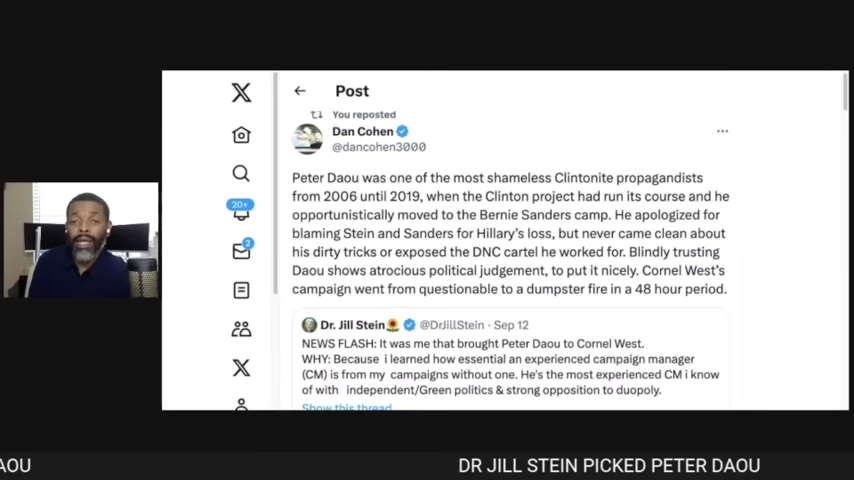 Post
You reposted
Dan Cohen
@dancohen3000
Peter Daou was one of the most shameless Clintonite propagandists
from 2006 until 2019, when the Clinton project had run its course and he
opportunistically moved to the Bernie Sanders camp. He apologized for
blaming Stein and Sanders for Hillary's loss, but never came clean about
his dirty tricks or exposed the DNC cartel he worked for. Blindly trusting
Daou shows atrocious political judgement, to put it nicely. Cornel West's
campaign went from questionable to a dumpster fire in a 48 hour period.
Dr. Jill Stein🌻 @DrJillStein · Sep 12
NEWS FLASH: It was me that brought Peter Daou to Cornel West.
WHY: Because i learned how essential an experienced campaign manager
(CM) is from my campaigns without one. He's the most experienced CM i know
of with independent/Green politics & strong opposition to duopoly.
Show this thread
20+
2
AOU
DR JILL STEIN PICKED PETER DAOU